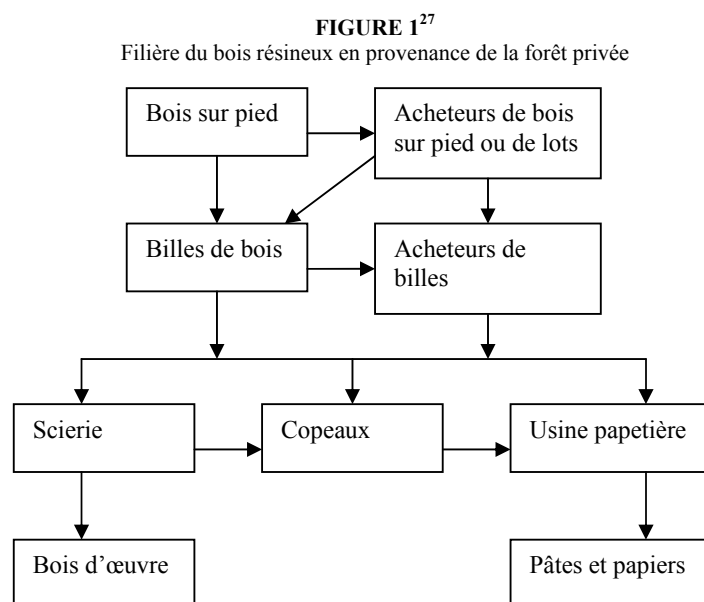 FIGURE 1²⁷
Filière du bois résineux en provenance de la forêt privée
Bois sur pied
Acheteurs de bois
sur pied ou de lots
Billes de bois
Acheteurs de
billes
Scierie
Copeaux
Usine papetière
Bois d’œuvre
Pâtes et papiers